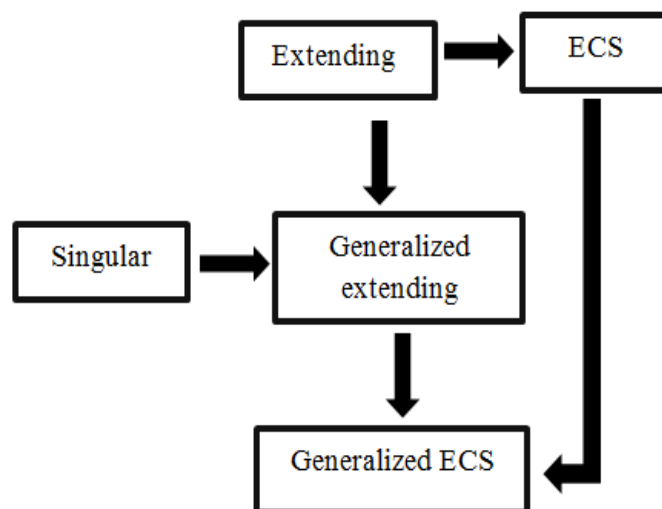 Extending
ECS
Singular
Generalized
extending
Generalized ECS